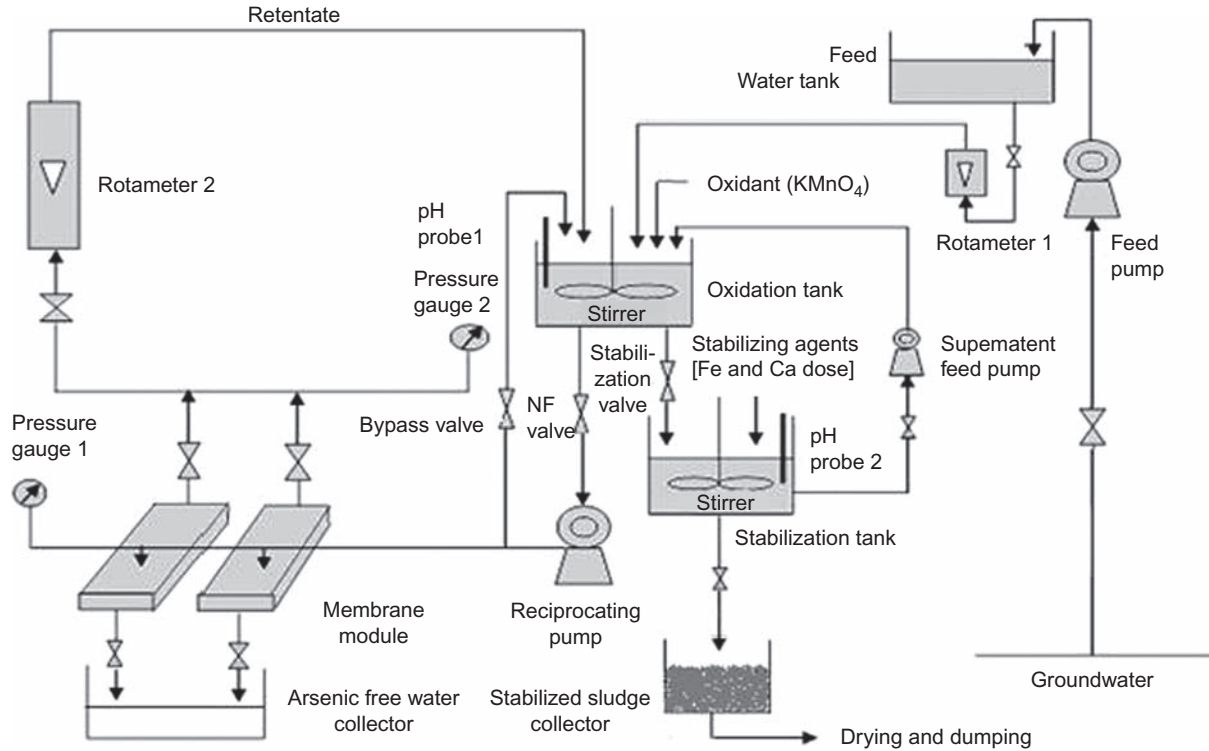 Retentate
Feed
Water tank
Rotameter 2
Oxidant (KMnO4)
pH
probe1
Rotameter 1
Feed
pump
Pressure
gauge 2
Oxidation tank
Stirrer
Stabili-
zation
valve
Stabilizing agents
[Fe and Ca dose]
Supematent
feed pump
Pressure
gauge 1
Bypass valve
NF
valve
pH
probe 2
Stirrer
Stabilization tank
Membrane
module
Reciprocating
pump
Groundwater
Arsenic free water
collector
Stabilized sludge
collector
Drying and dumping